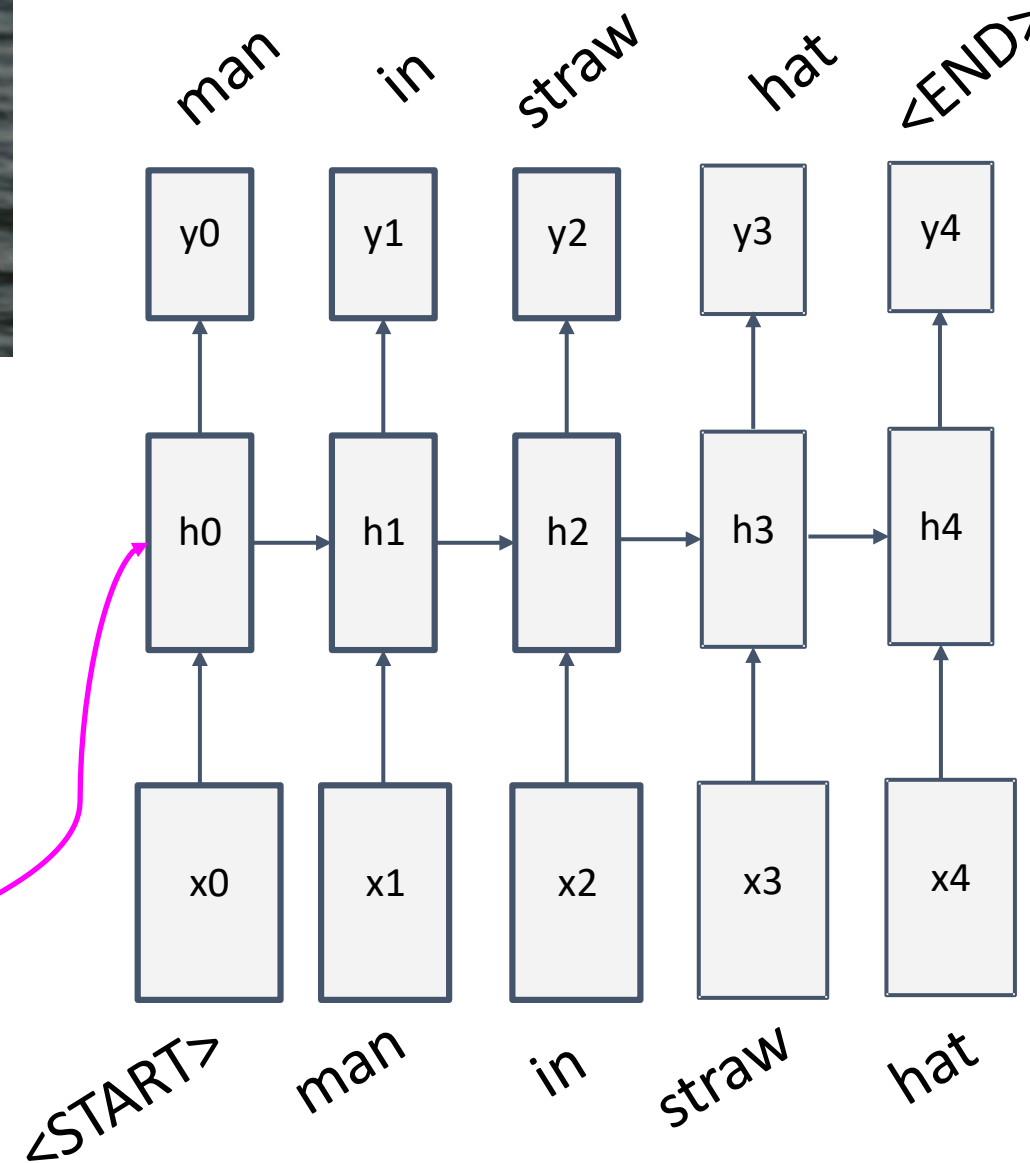 man in straw hat <END>
y0 y1 y2 y3 y4
h0 h1 h2 h3 h4
x0 x1 x2 x3 x4
<START> man in straw hat